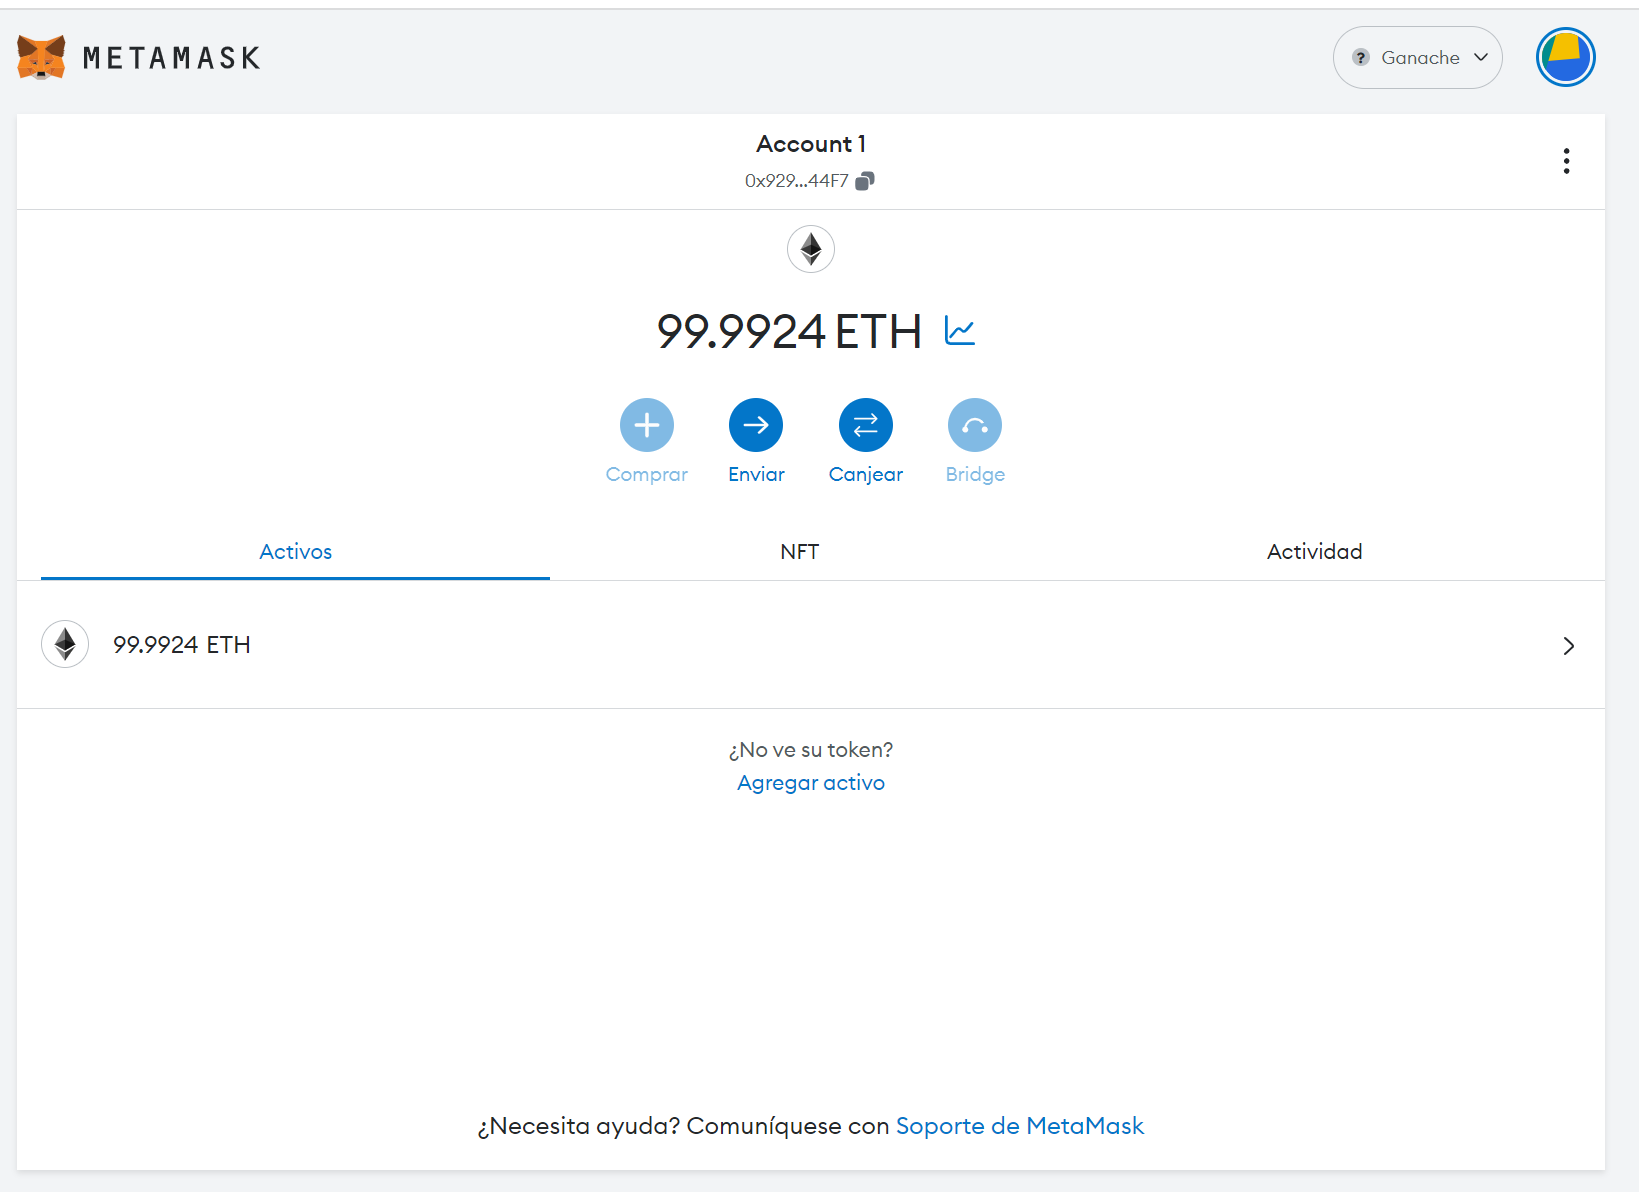 METAMASK
? Ganache
Account 1
0x929...44F7
99.9924 ETH
Comprar Enviar Canjear Bridge
Activos NFT Actividad
99.9924 ETH
¿No ve su token?
Agregar activo
¿Necesita ayuda? Comuníquese con Soporte de MetaMask